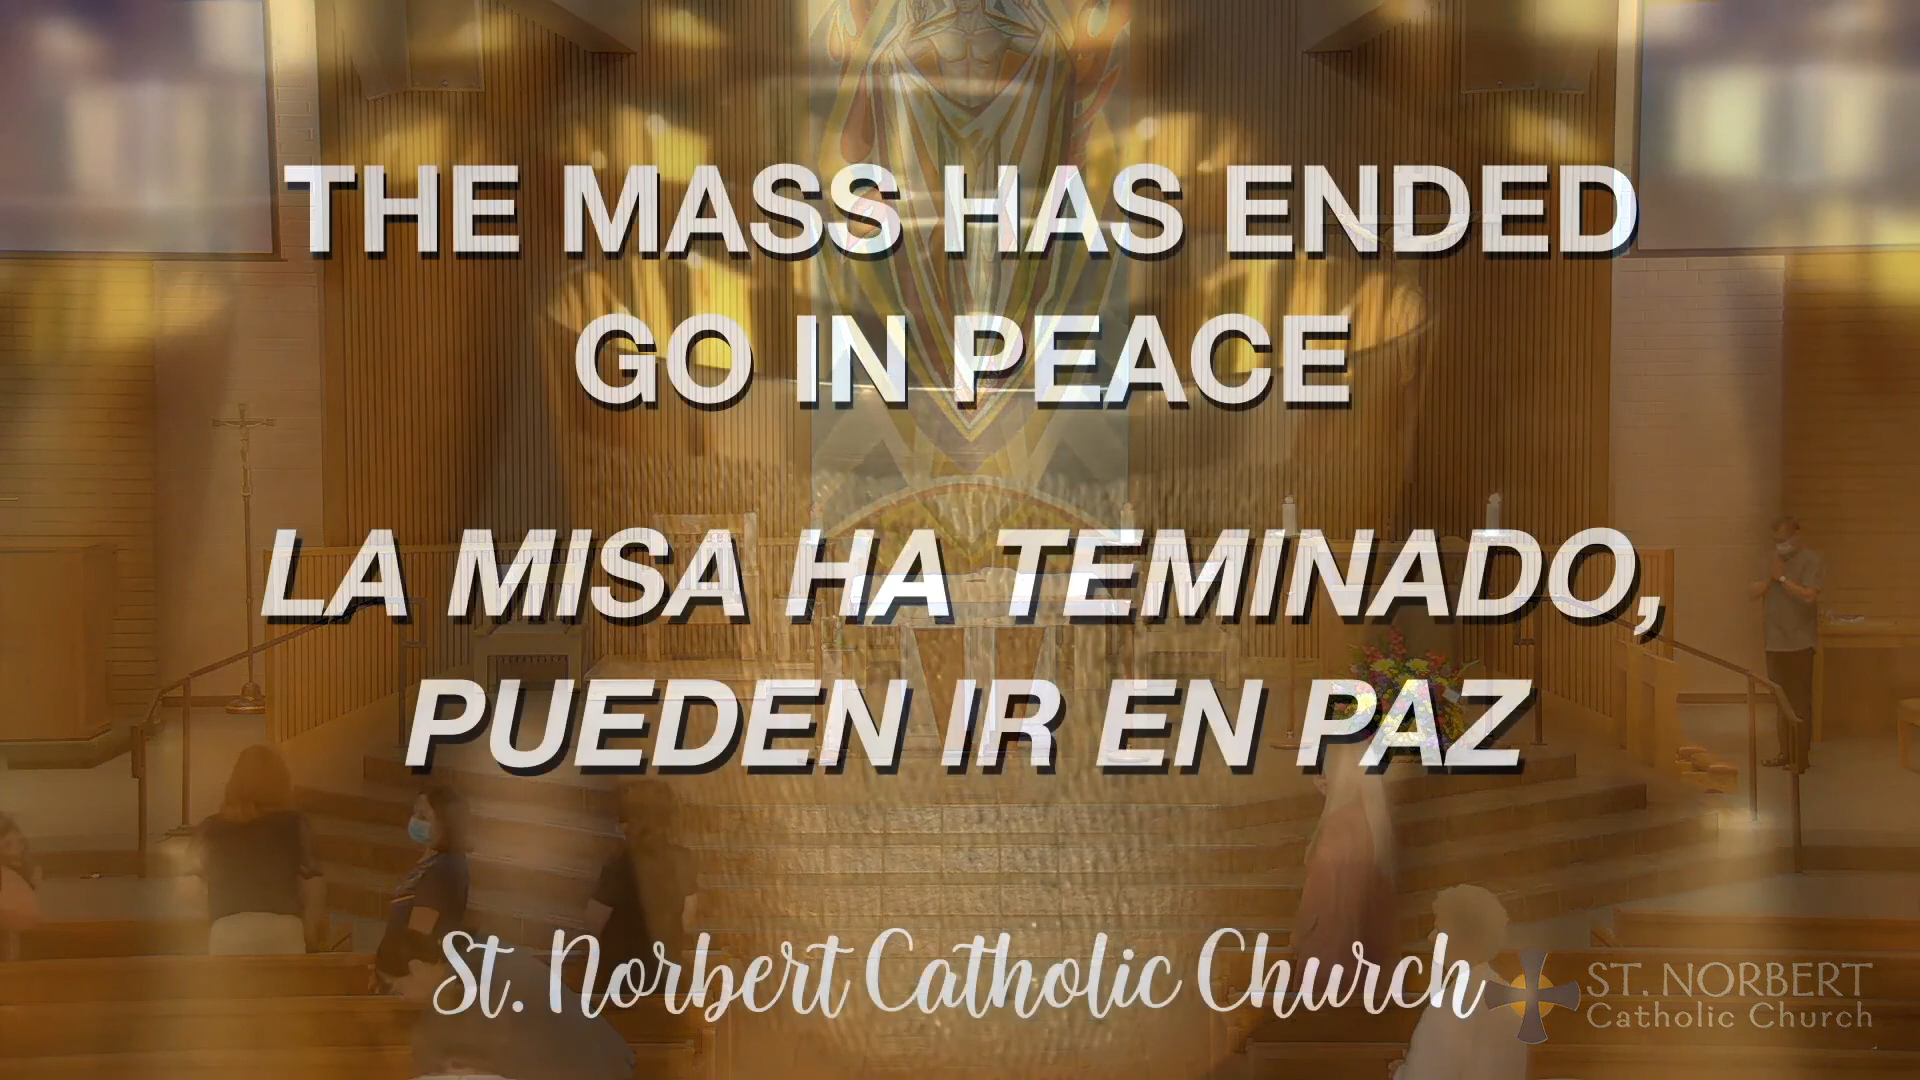 THE MASS HAS ENDED
GO IN PEACE
LA MISA HA TEMINADO,
PUEDEN IR EN PAZ
St. Norbert Catholic Church
ST. NORBERT
Catholic Church